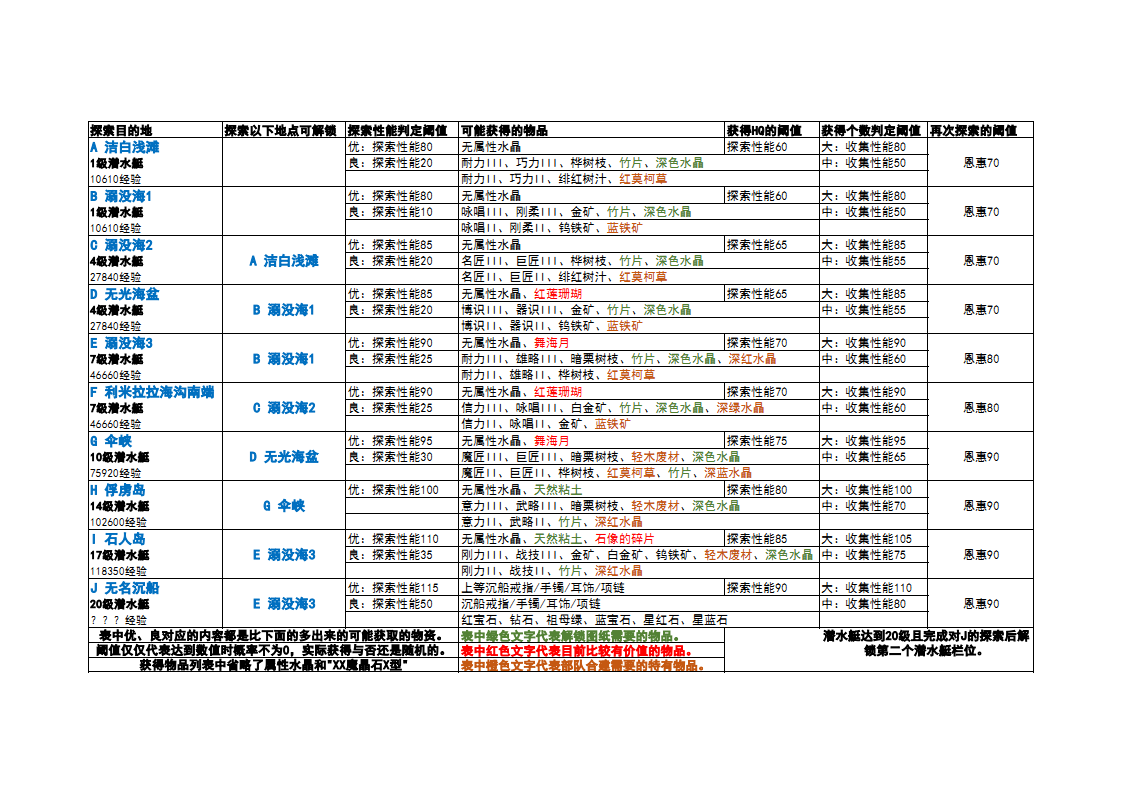 探索目的地 探索以下地点可解锁 探索性能判定阈值 可能获得的物品 获得HQ的阈值 获得个数判定阈值 再次探索的阈值
A 洁白浅滩 优：探索性能80 无属性水晶 探索性能60 大：收集性能80
1级潜水艇 良：探索性能20 耐力III、巧力III、桦树枝、竹片、深色水晶 中：收集性能50 恩惠70
10610经验 耐力II、巧力II、绯红树汁、红莫柯草
B 溺没海1 优：探索性能80 无属性水晶 探索性能60 大：收集性能80
1级潜水艇 良：探索性能10 咏唱III、刚柔III、金矿、竹片、深色水晶 中：收集性能50 恩惠70
10610经验 咏唱II、刚柔II、钨铁矿、蓝铁矿
C 溺没海2 优：探索性能85 无属性水晶 探索性能65 大：收集性能85
4级潜水艇 A 洁白浅滩 良：探索性能20 名匠III、巨匠III、桦树枝、竹片、深色水晶 中：收集性能55 恩惠70
27840经验 名匠II、巨匠II、绯红树汁、红莫柯草
D 无光海盆 优：探索性能85 无属性水晶、红莲珊瑚 探索性能65 大：收集性能85
4级潜水艇 B 溺没海1 良：探索性能20 博识III、器识III、金矿、竹片、深色水晶 中：收集性能55 恩惠70
27840经验 博识II、器识II、钨铁矿、蓝铁矿
E 溺没海3 优：探索性能90 无属性水晶、舞海月 探索性能70 大：收集性能90
7级潜水艇 B 溺没海1 良：探索性能25 耐力III、雄略III、暗栗树枝、竹片、深色水晶、深红水晶 中：收集性能60 恩惠80
46660经验 耐力II、雄略II、桦树枝、红莫柯草
F 利米拉拉海沟南端 优：探索性能90 无属性水晶、红莲珊瑚 探索性能70 大：收集性能90
7级潜水艇 C 溺没海2 良：探索性能25 信力III、咏唱III、白金矿、竹片、深色水晶、深绿水晶 中：收集性能60 恩惠80
46660经验 信力II、咏唱II、金矿、蓝铁矿
G 伞峡 优：探索性能95 无属性水晶、舞海月 探索性能75 大：收集性能95
10级潜水艇 D 无光海盆 良：探索性能30 魔匠III、巨匠III、暗栗树枝、轻木废材、深色水晶 中：收集性能65 恩惠90
75920经验 魔匠II、巨匠II、桦树枝、红莫柯草、竹片、深蓝水晶
H 俘虏岛 优：探索性能100 无属性水晶、天然粘土 探索性能80 大：收集性能100
14级潜水艇 G 伞峡 意力III、武略III、暗栗树枝、轻木废材、深色水晶 中：收集性能70 恩惠90
102600经验 意力II、武略II、竹片、深红水晶
I 石人岛 优：探索性能110 无属性水晶、天然粘土、石像的碎片 探索性能85 大：收集性能105
17级潜水艇 E 溺没海3 良：探索性能35 刚力III、战技III、金矿、白金矿、钨铁矿、轻木废材、深色水晶 中：收集性能75 恩惠90
118350经验 刚力II、战技II、竹片、深红水晶
J 无名沉船 优：探索性能115 上等沉船戒指/手镯/耳饰/项链 探索性能90 大：收集性能110
20级潜水艇 E 溺没海3 良：探索性能50 沉船戒指/手镯/耳饰/项链 中：收集性能80 恩惠90
？？？经验 红宝石、钻石、祖母绿、蓝宝石、星红石、星蓝石
表中优、良对应的内容都是比下面的多出来的可能获取的物资。 表中绿色文字代表解锁图纸需要的物品。 潜水艇达到20级且完成对J的探索后解
阈值仅仅代表达到数值时概率不为0，实际获得与否还是随机的。 表中红色文字代表目前比较有价值的物品。 锁第二个潜水艇栏位。
获得物品列表中省略了属性水晶和"XX魔晶石X型" 表中橙色文字代表部队合建需要的特有物品。